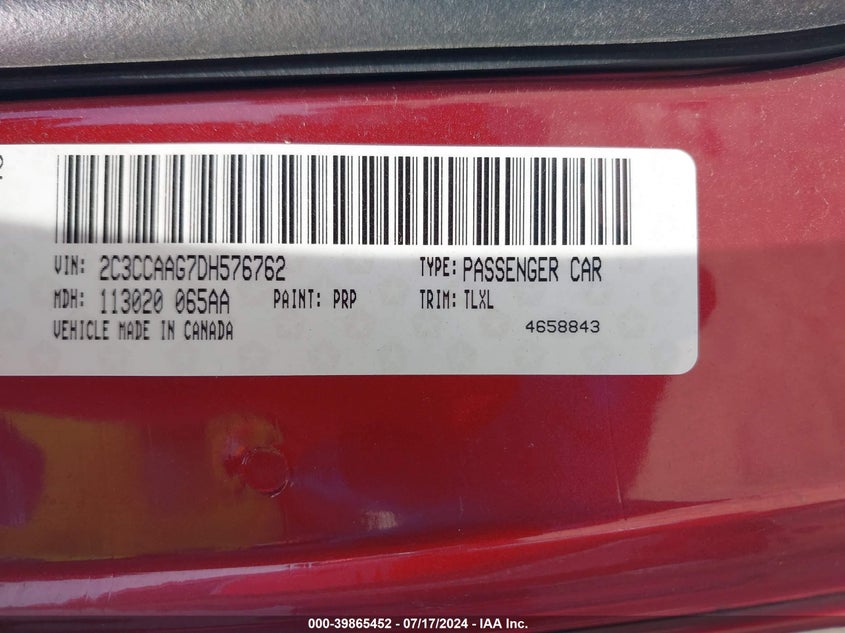 VIN: 2C3CCAAG7DH576762 TYPE: PASSENGER CAR
MDH: 113020 065AA PAINT: PRP TRIM: TLXL
VEHICLE MADE IN CANADA 4658843
000-39865452 - 07/17/2024 - IAA Inc.